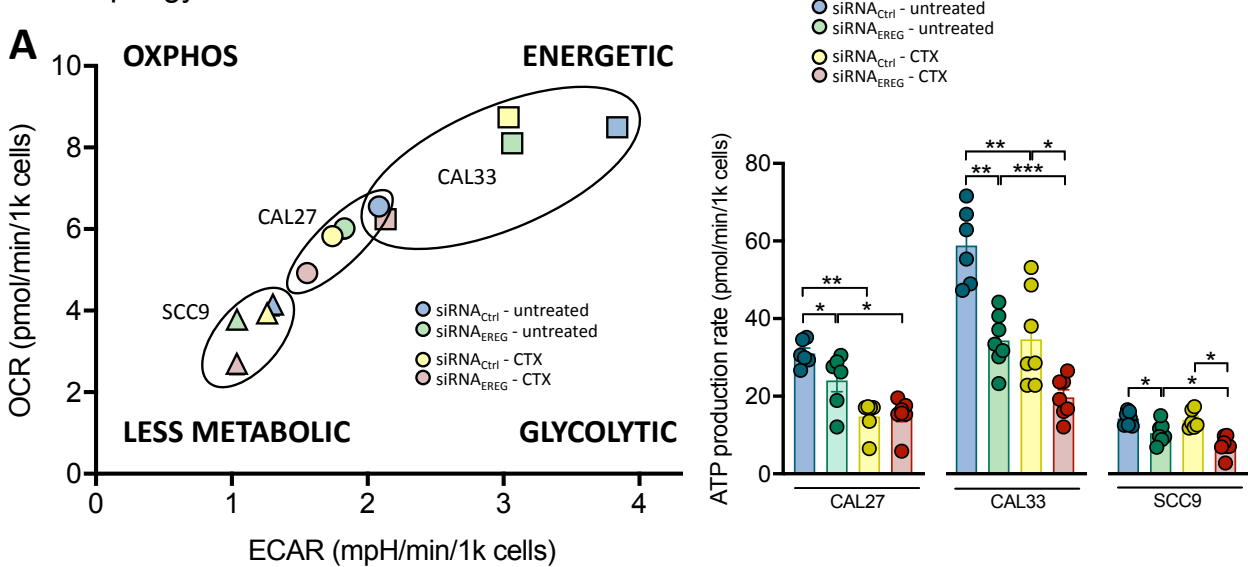 A
OXPHOS
ENERGETIC
OCR (pmol/min/1k cells)
10
8
6
4
2
0
CAL33
CAL27
SCC9
siRNACtrl - untreated
siRNAEREG - untreated
siRNACtrl - CTX
siRNAEREG - CTX
LESS METABOLIC
GLYCOLYTIC
0 1 2 3 4
ECAR (mpH/min/1k cells)
siRNACtrl - untreated
siRNAEREG - untreated
siRNACtrl - CTX
siRNAEREG - CTX
ATP production rate (pmol/min/1k cells)
80
60
40
20
0
** *
** ***
**
* *
*
* *
CAL27 CAL33 SCC9